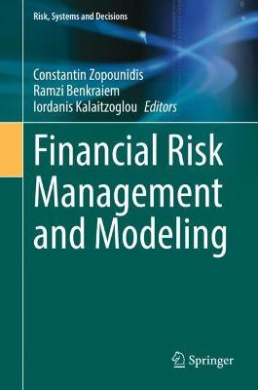 Risk, Systems and Decisions
Constantin Zopounidis
Ramzi Benkraiem
Iordanis Kalaitzoglou Editors
Financial Risk
Management
and Modeling
Springer